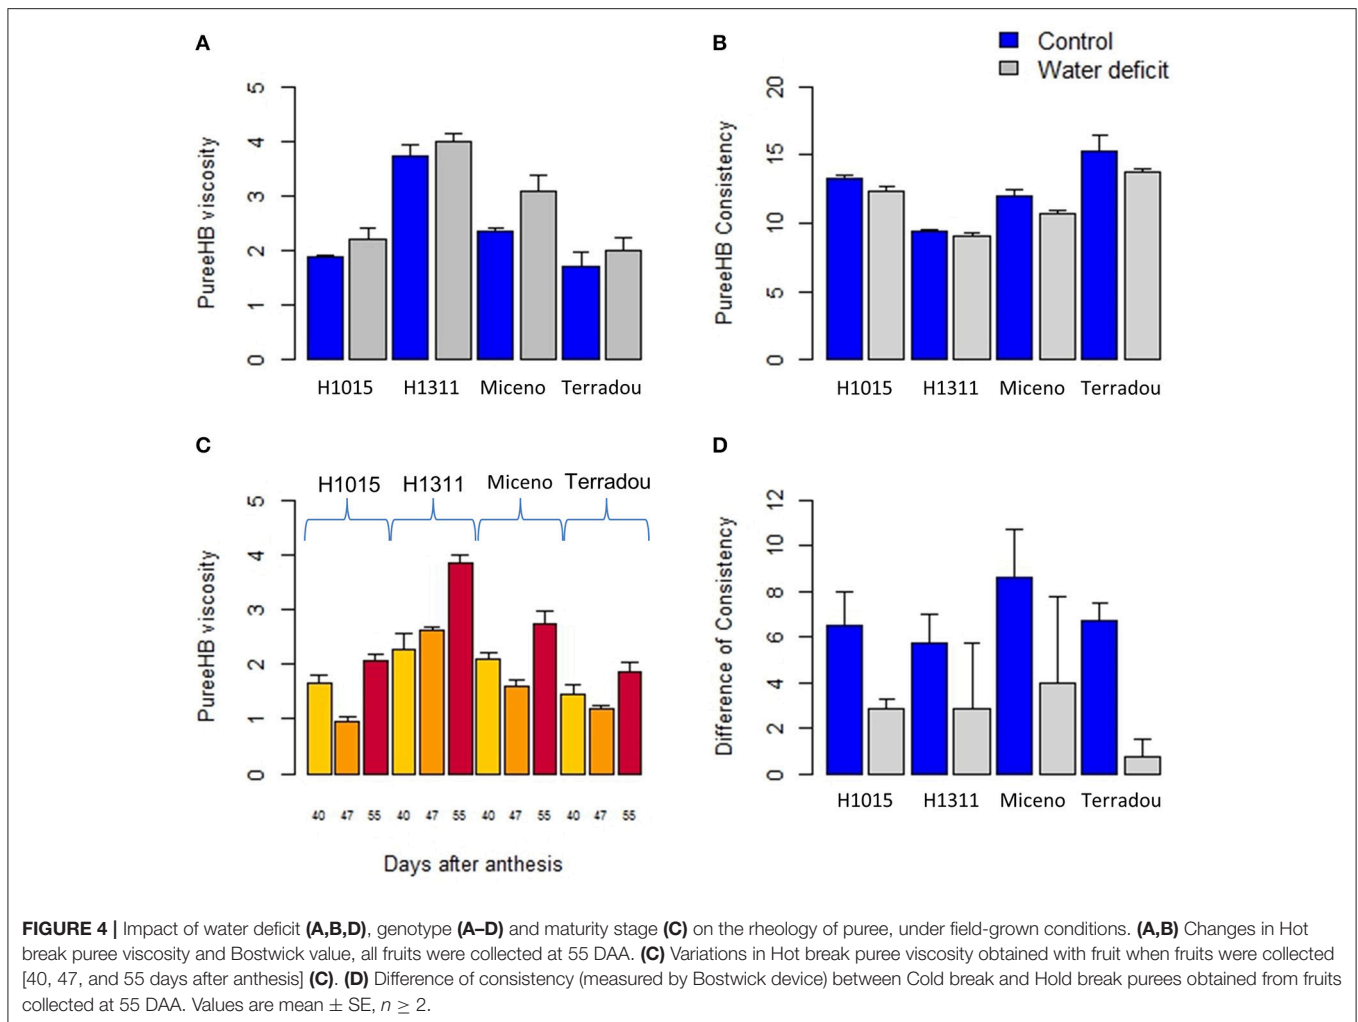 A
PureeHB viscosity
0 1 2 3 4 5
H1015 H1311 Miceno Terradou
B
Control
Water deficit
PureeHB Consistency
0 5 10 15 20
H1015 H1311 Miceno Terradou
C
H1015 H1311 Miceno Terradou
PureeHB viscosity
0 1 2 3 4 5
40 47 55 40 47 55 40 47 55 40 47 55
Days after anthesis
D
Difference of Consistency
0 2 4 6 8 10 12
H1015 H1311 Miceno Terradou
FIGURE 4 | Impact of water deficit (A,B,D), genotype (A–D) and maturity stage (C) on the rheology of puree, under field-grown conditions. (A,B) Changes in Hot
break puree viscosity and Bostwick value, all fruits were collected at 55 DAA. (C) Variations in Hot break puree viscosity obtained with fruit when fruits were collected
[40, 47, and 55 days after anthesis] (C). (D) Difference of consistency (measured by Bostwick device) between Cold break and Hold break purees obtained from fruits
collected at 55 DAA. Values are mean ± SE, n ≥ 2.